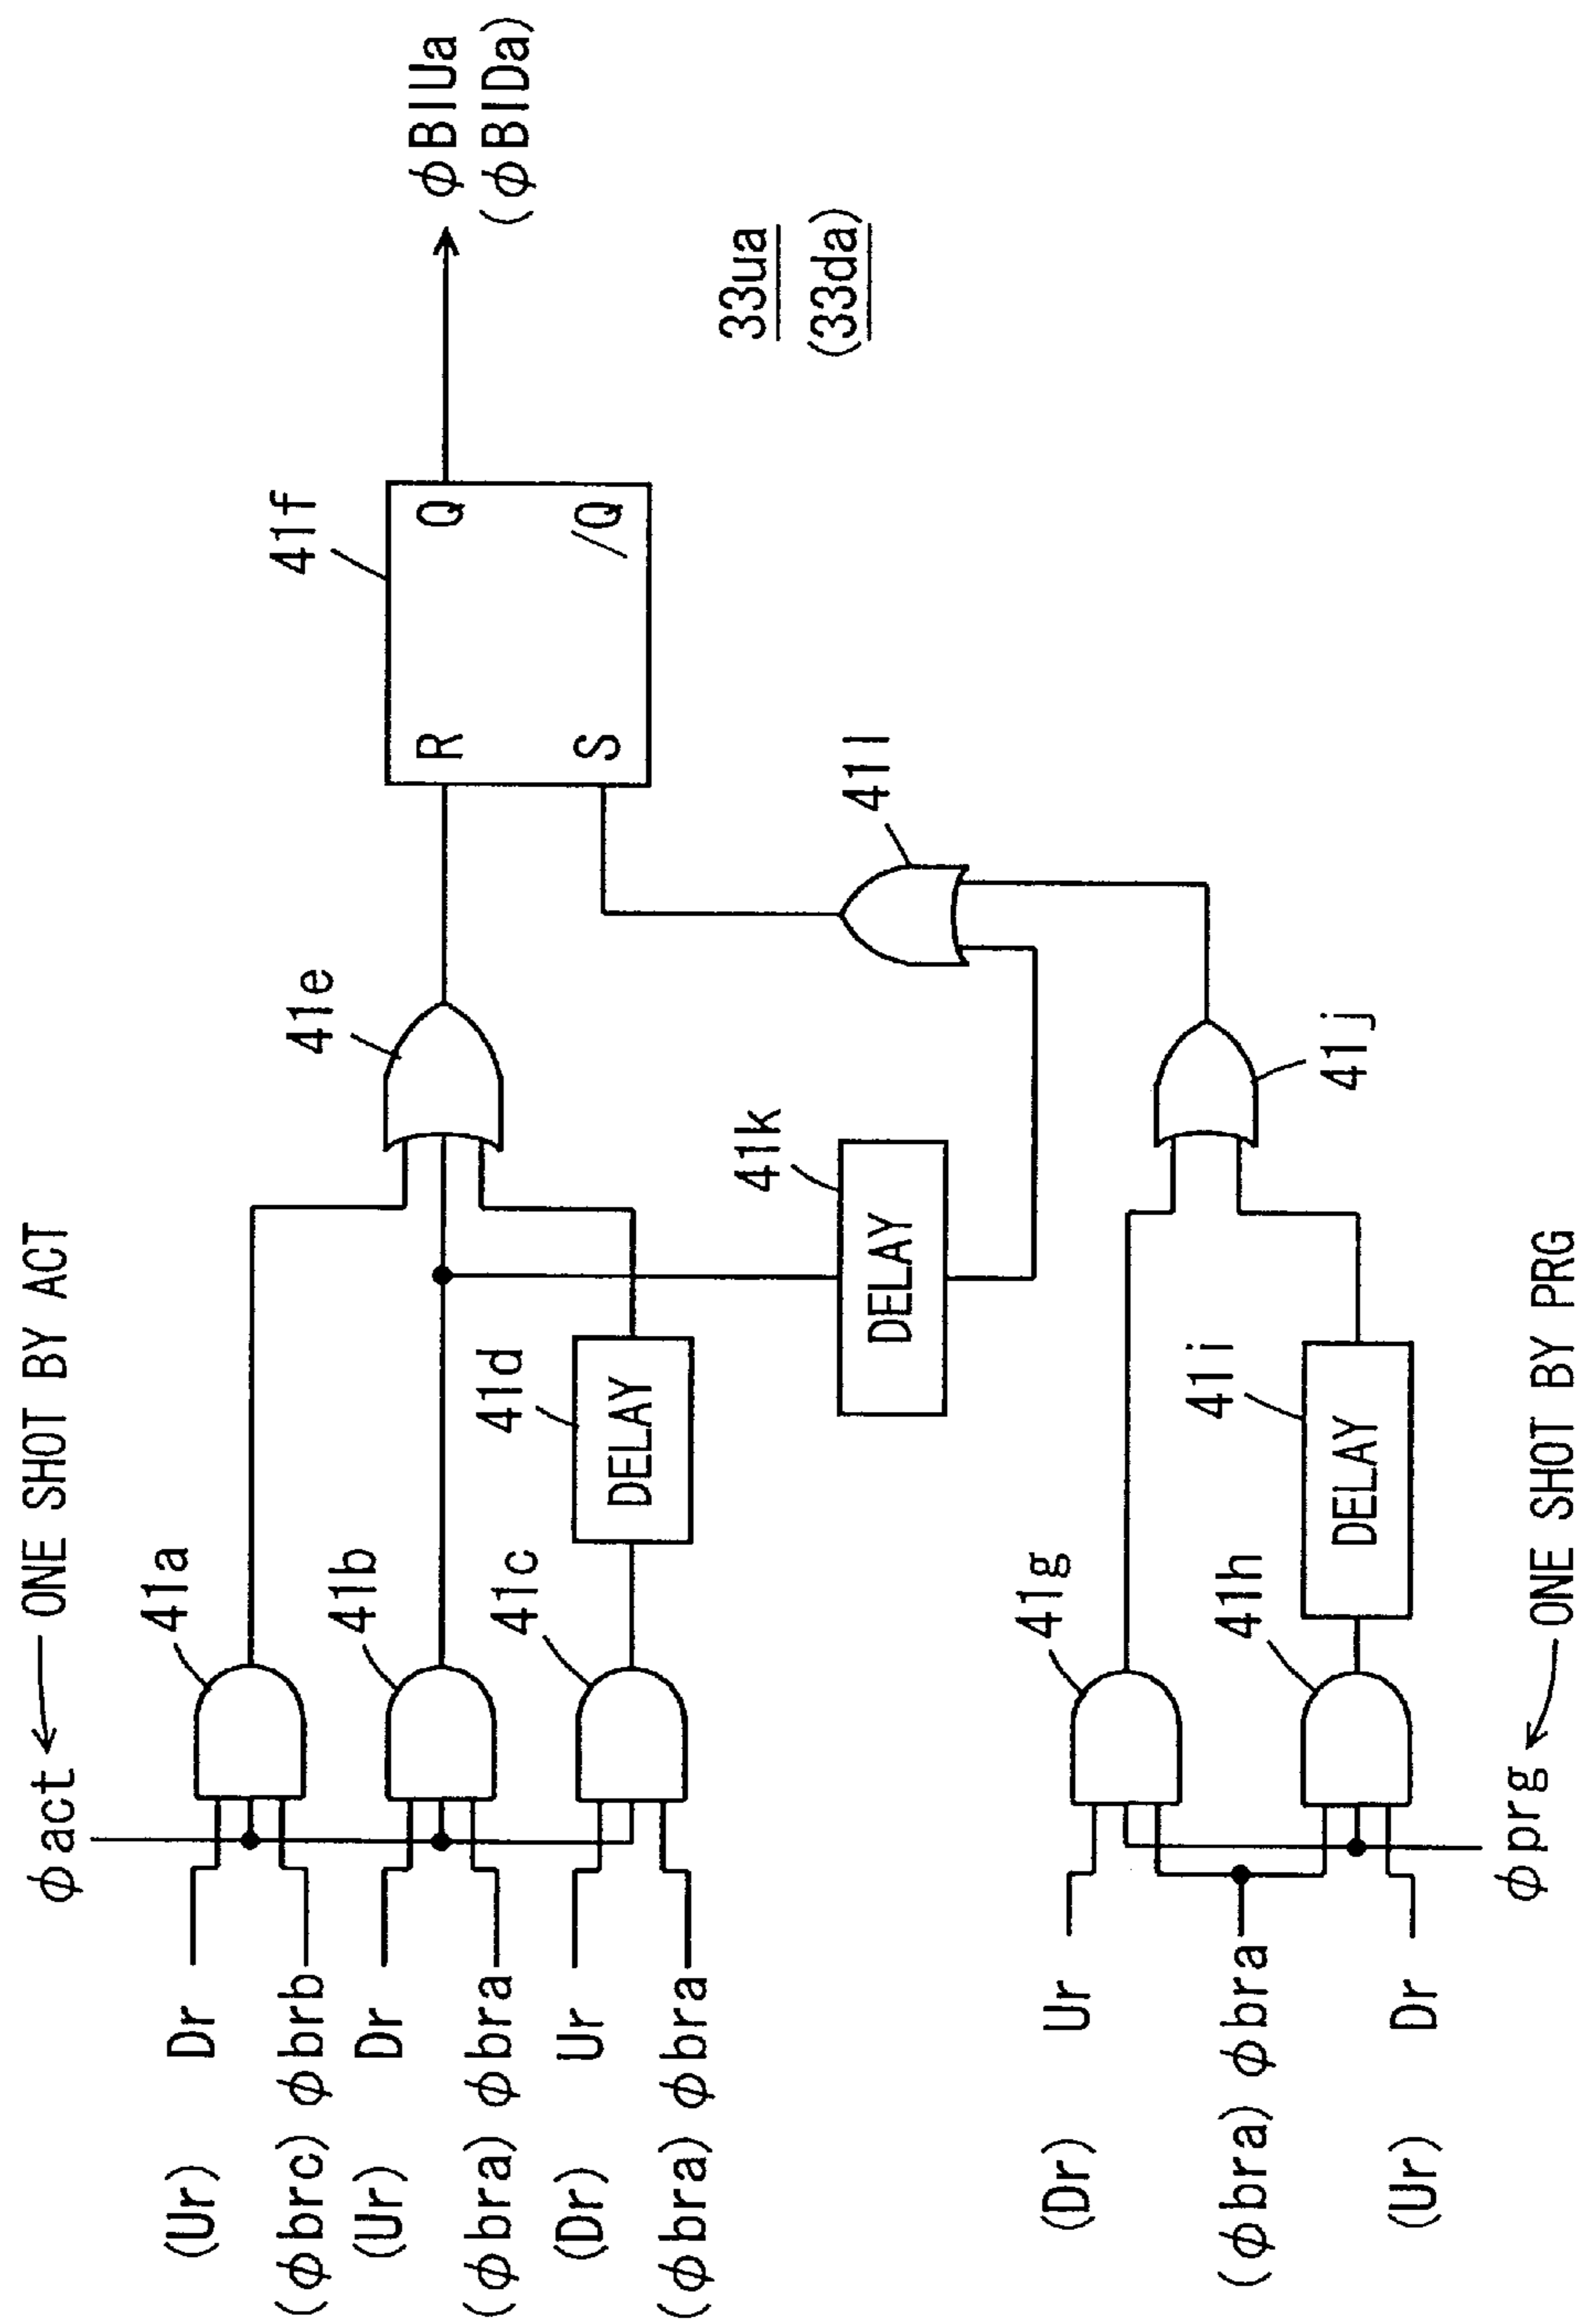 φact ← ONE SHOT BY ACT
(Ur) Dr
(φbrc) φbrb
(Ur) Dr
(φbra) φbra
(Dr) Ur
(φbra) φbra
41a
41b
41c
41d
DELAY
41e
41f
R Q
S /Q
φBIUa
(φBIDa)
33ua
(33da)
41k
DELAY
41l
(Dr) Ur
(φbra) φbra
(Ur) Dr
41g
41h
41i
DELAY
41j
φprg ← ONE SHOT BY PRG